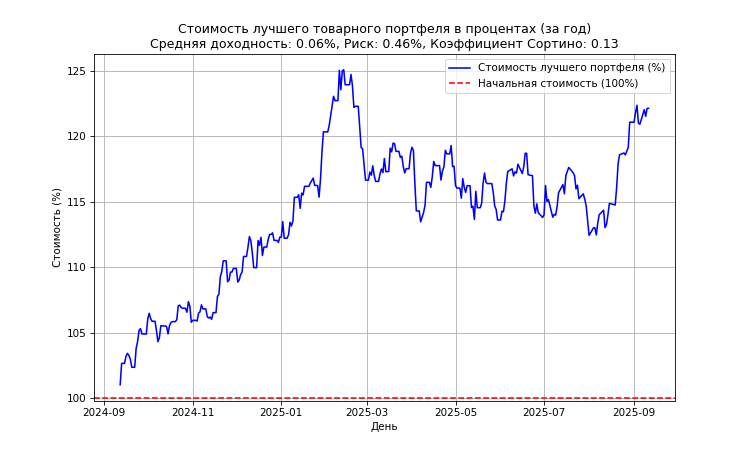 Стоимость лучшего товарного портфеля в процентах (за год)
Средняя доходность: 0.06%, Риск: 0.46%, Коэффициент Сортино: 0.13
Стоимость лучшего портфеля (%)
Начальная стоимость (100%)
125
120
115
110
105
100
Стоимость (%)
2024-09 2024-11 2025-01 2025-03 2025-05 2025-07 2025-09
День